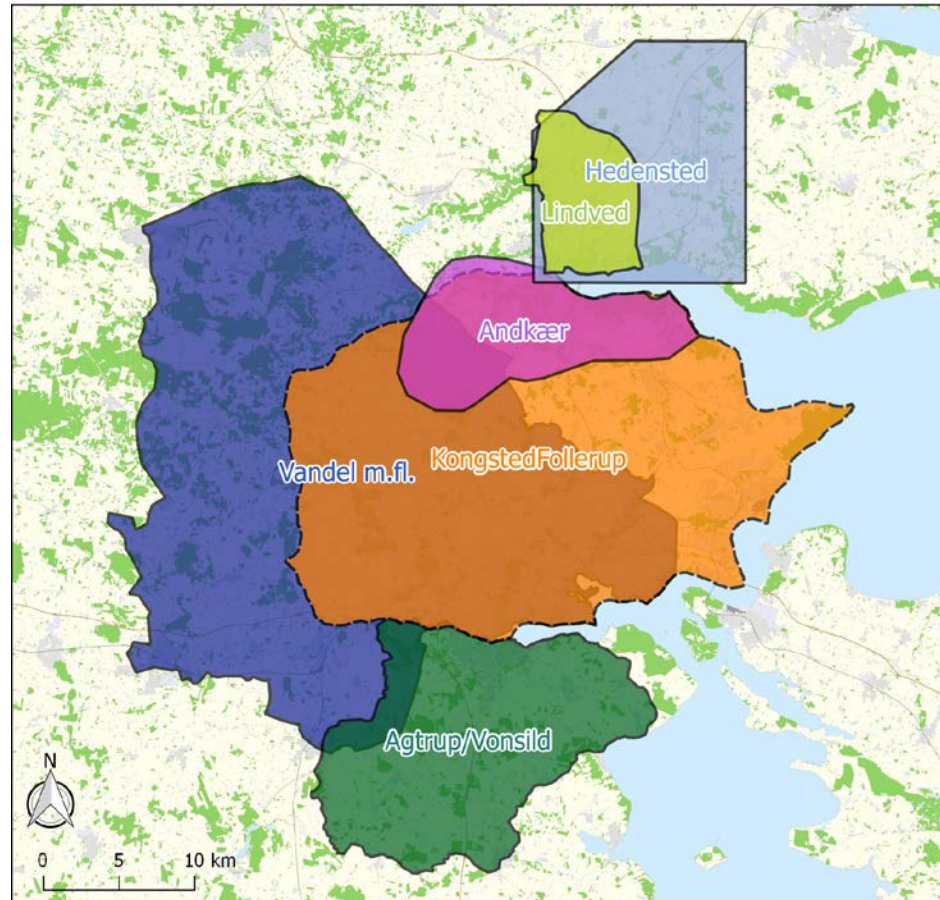 Hedensted
Lindved
Andkær
KongstedFollerup
Vandel m.fl.
Agtrup/Vonsild
N
0 5 10 km